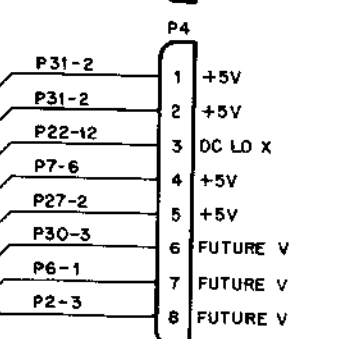 P4
P31-2 1 +5V
P31-2 2 +5V
P22-12 3 DC LO X
P7-6 4 +5V
P27-2 5 +5V
P30-3 6 FUTURE V
P6-1 7 FUTURE V
P2-3 8 FUTURE V